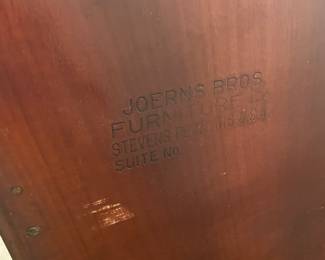 JOERNS BROS
FURNITURE
STEVENS
SUITE No.